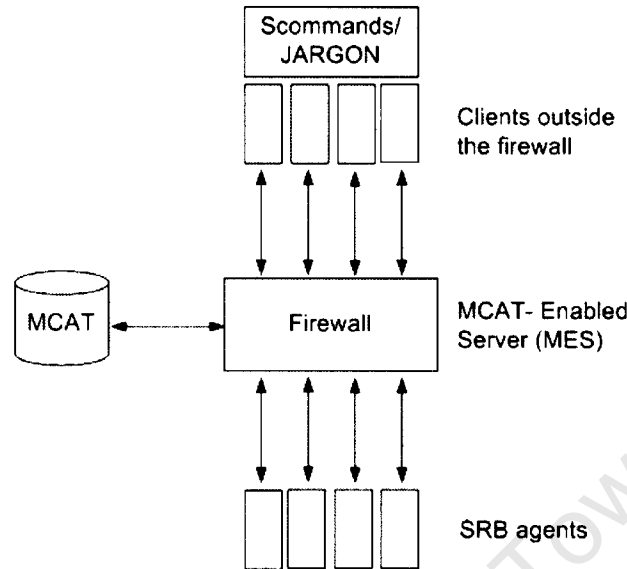 Scommands/
JARGON
Clients outside
the firewall
MCAT
Firewall
MCAT- Enabled
Server (MES)
SRB agents